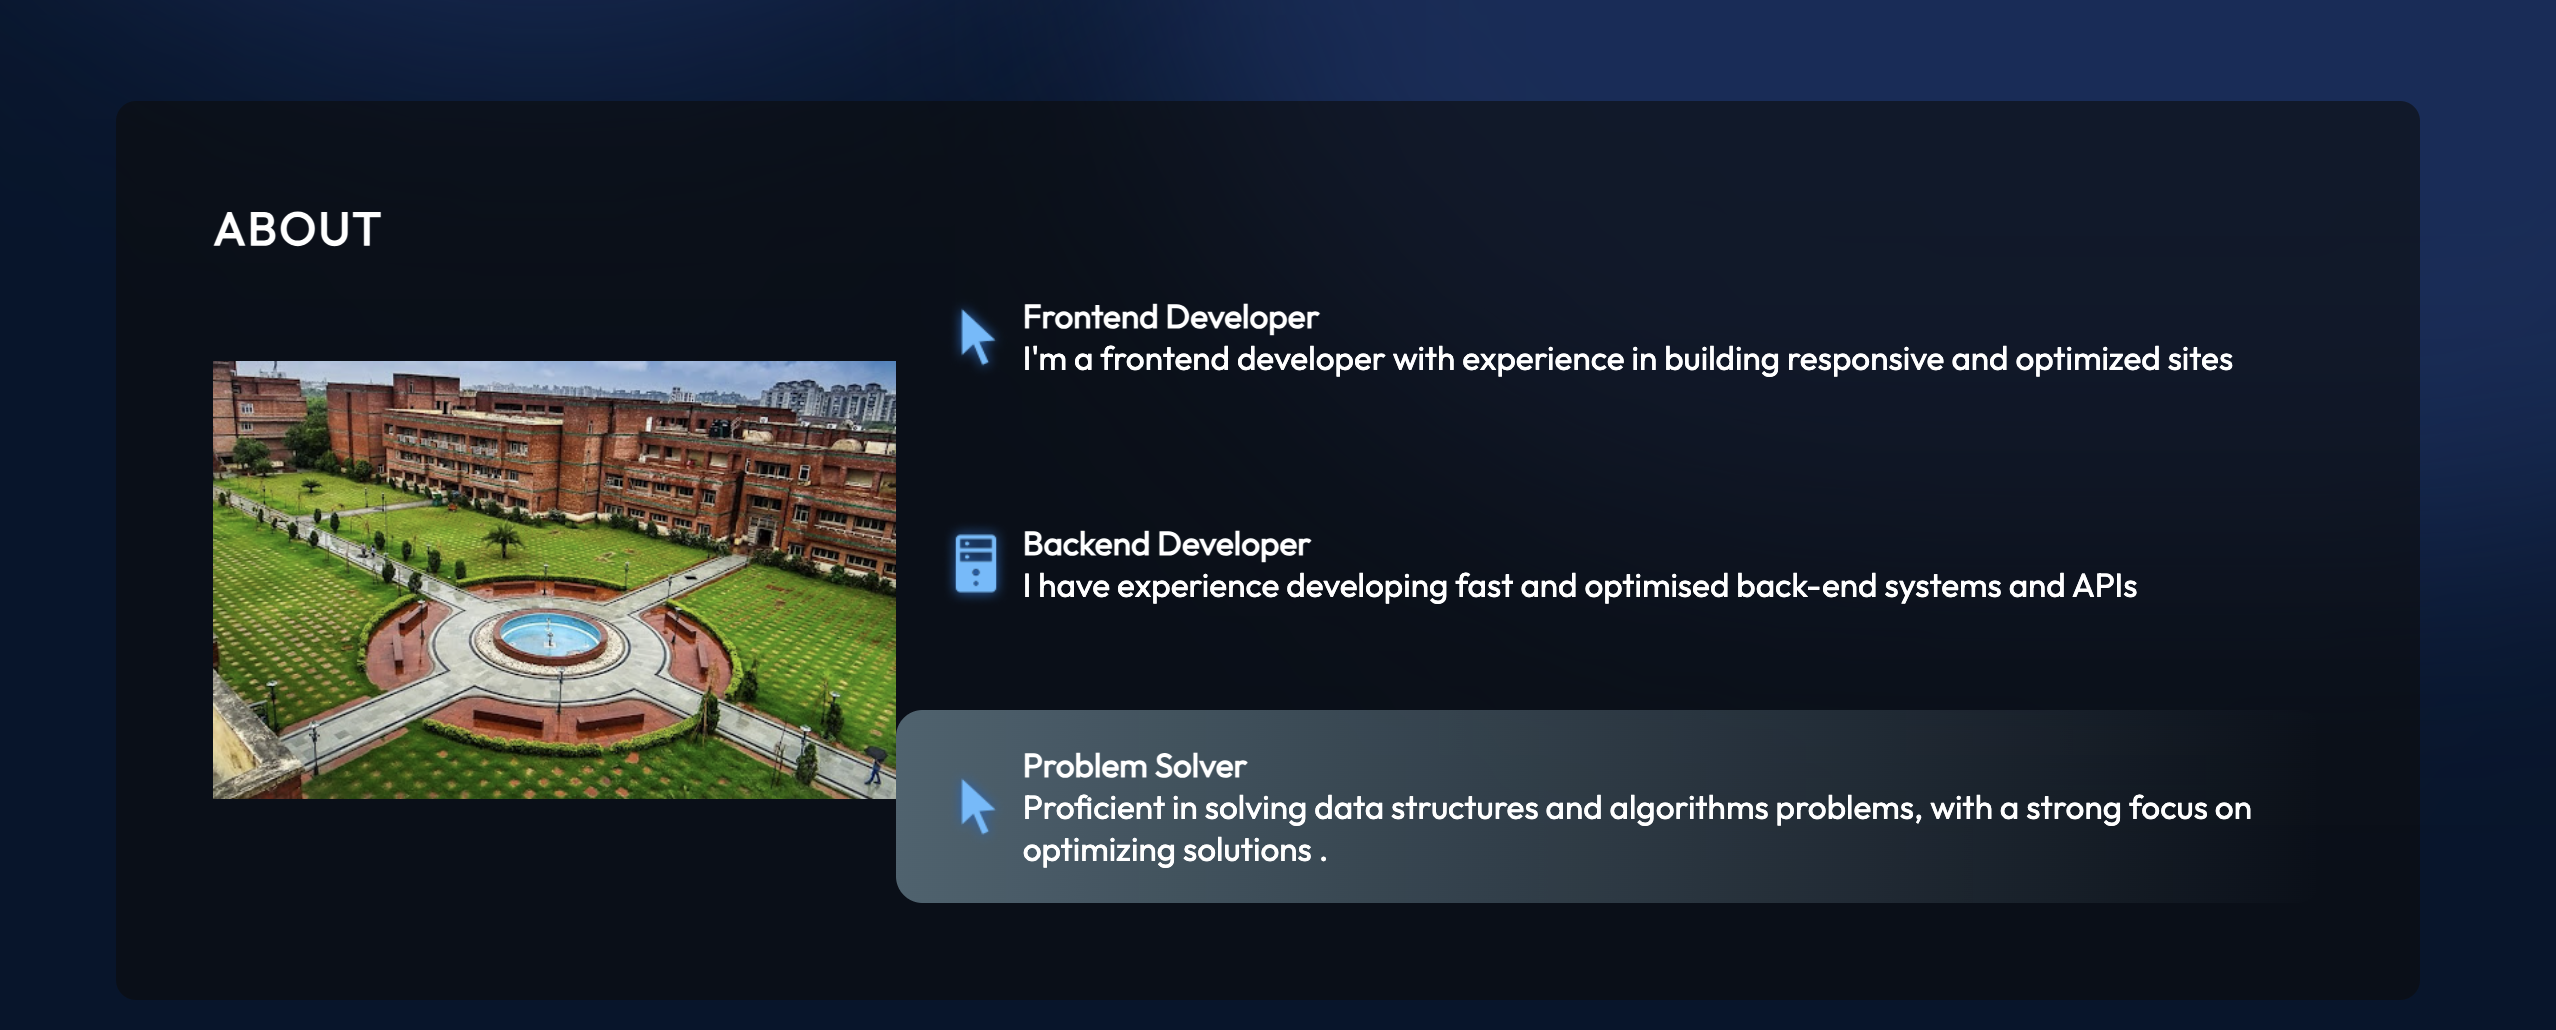 ABOUT
Frontend Developer
I'm a frontend developer with experience in building responsive and optimized sites
Backend Developer
I have experience developing fast and optimised back-end systems and APIs
Problem Solver
Proficient in solving data structures and algorithms problems, with a strong focus on
optimizing solutions .